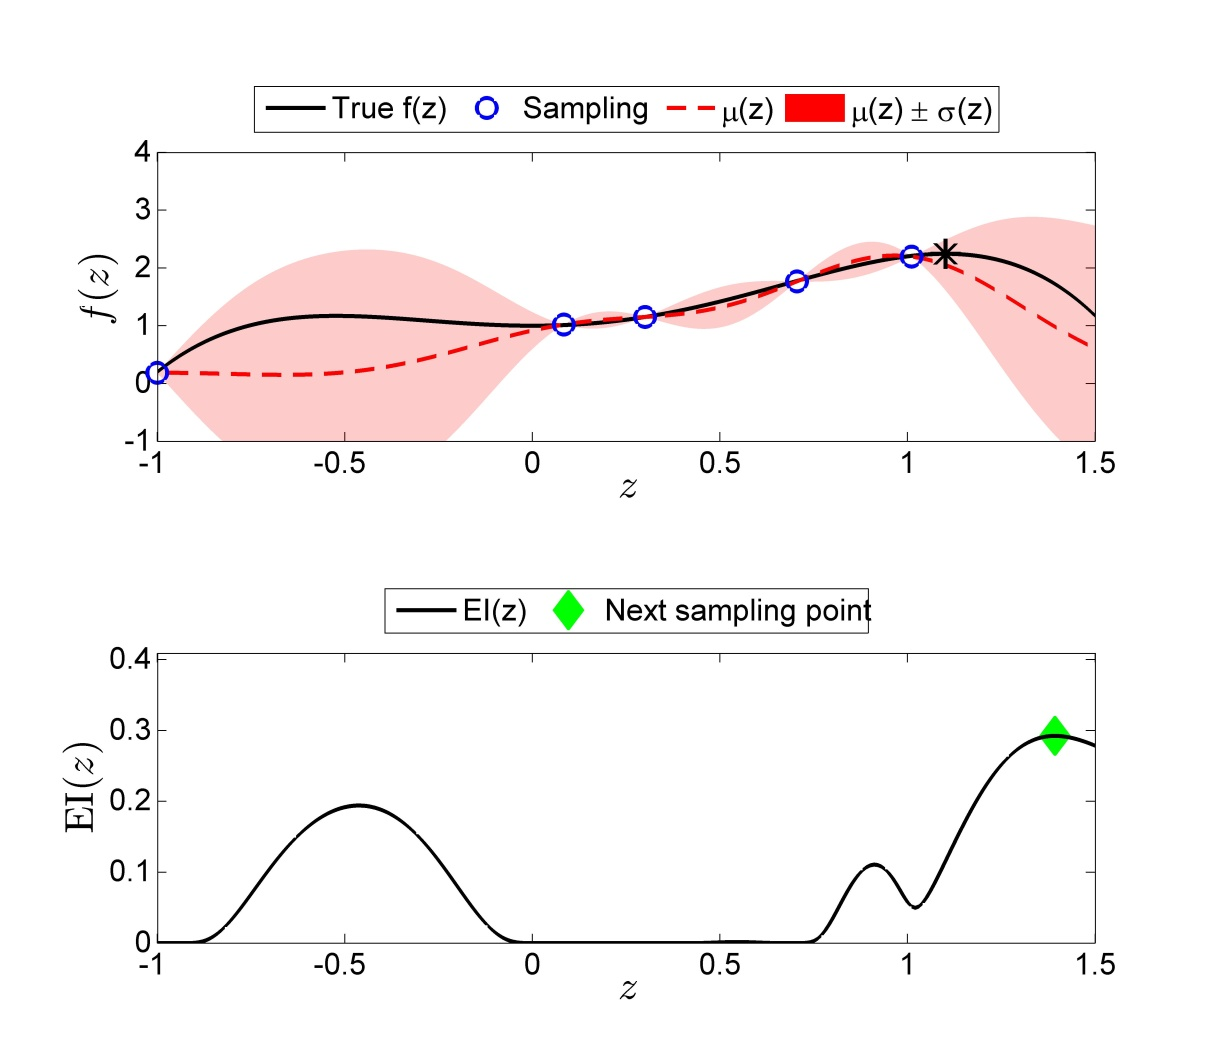 True f(z) Sampling μ(z) μ(z) ± σ(z)
4
3
2
1
0
-1
f(z)
-1 -0.5 0 0.5 1 1.5
z
EI(z) Next sampling point
0.4
0.3
0.2
0.1
0
EI(z)
-1 -0.5 0 0.5 1 1.5
z